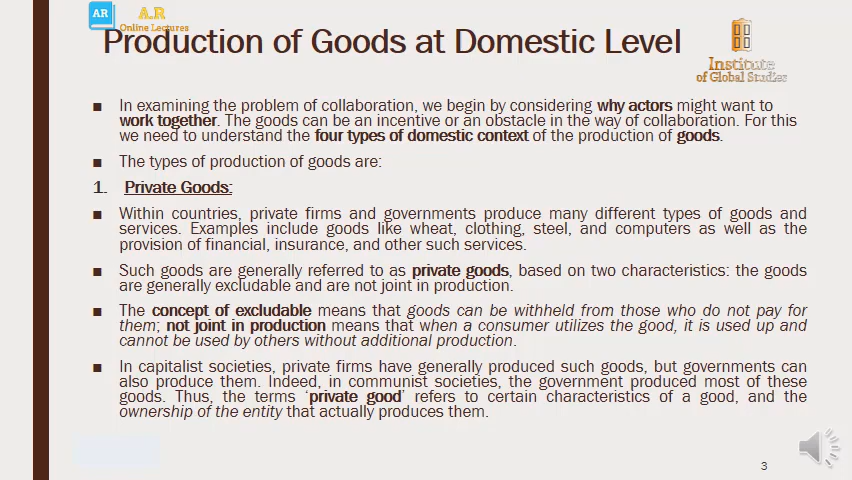 AR
A.R
Online Lectures
Production of Goods at Domestic Level
Institute
of Global Studies
In examining the problem of collaboration, we begin by considering why actors might want to
work together. The goods can be an incentive or an obstacle in the way of collaboration. For this
we need to understand the four types of domestic context of the production of goods.
The types of production of goods are:
1. Private Goods:
Within countries, private firms and governments produce many different types of goods and
services. Examples include goods like wheat, clothing, steel, and computers as well as the
provision of financial, insurance, and other such services.
Such goods are generally referred to as private goods, based on two characteristics: the goods
are generally excludable and are not joint in production.
The concept of excludable means that goods can be withheld from those who do not pay for
them; not joint in production means that when a consumer utilizes the good, it is used up and
cannot be used by others without additional production.
In capitalist societies, private firms have generally produced such goods, but governments can
also produce them. Indeed, in communist societies, the government produced most of these
goods. Thus, the terms ‘private good’ refers to certain characteristics of a good, and the
ownership of the entity that actually produces them.
3